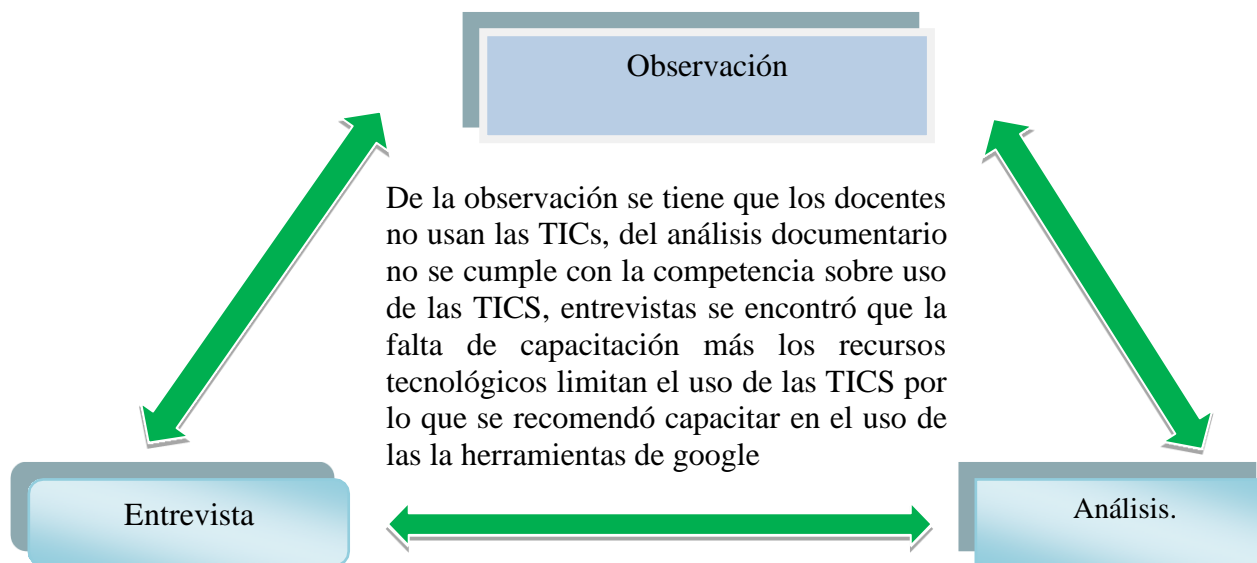 Observación
De la observación se tiene que los docentes
no usan las TICs, del análisis documentario
no se cumple con la competencia sobre uso
de las TICS, entrevistas se encontró que la
falta de capacitación más los recursos
tecnológicos limitan el uso de las TICS por
lo que se recomendó capacitar en el uso de
las la herramientas de google
Entrevista
Análisis.